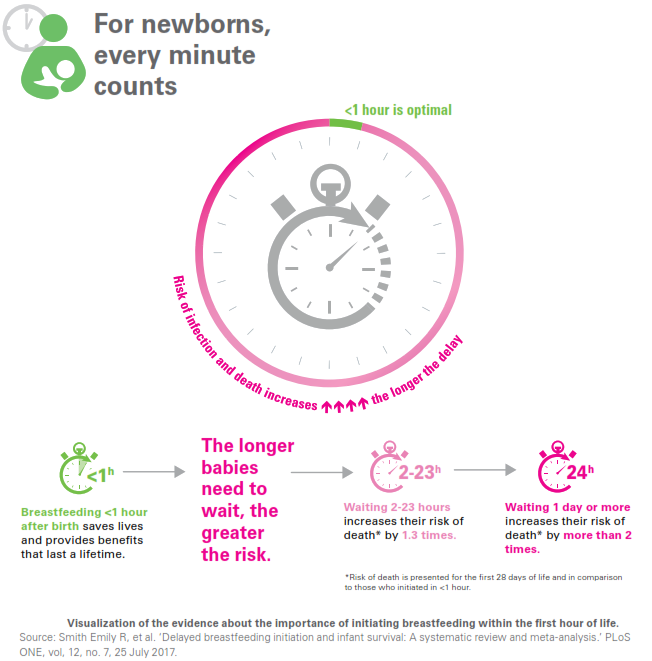 For newborns,
every minute
counts
<1 hour is optimal
Risk of infection and death increases the longer the delay
<1h
Breastfeeding <1 hour
after birth saves lives
and provides benefits
that last a lifetime.
The longer
babies
need to
wait, the
greater
the risk.
2-23h
Waiting 2-23 hours
increases their risk of
death* by 1.3 times.
24h
Waiting 1 day or more
increases their risk of
death* by more than 2
times.
*Risk of death is presented for the first 28 days of life and in comparison
to those who initiated in <1 hour.
Visualization of the evidence about the importance of initiating breastfeeding within the first hour of life.
Source: Smith Emily R, et al. ‘Delayed breastfeeding initiation and infant survival: A systematic review and meta-analysis.’ PLoS
ONE, vol, 12, no. 7, 25 July 2017.